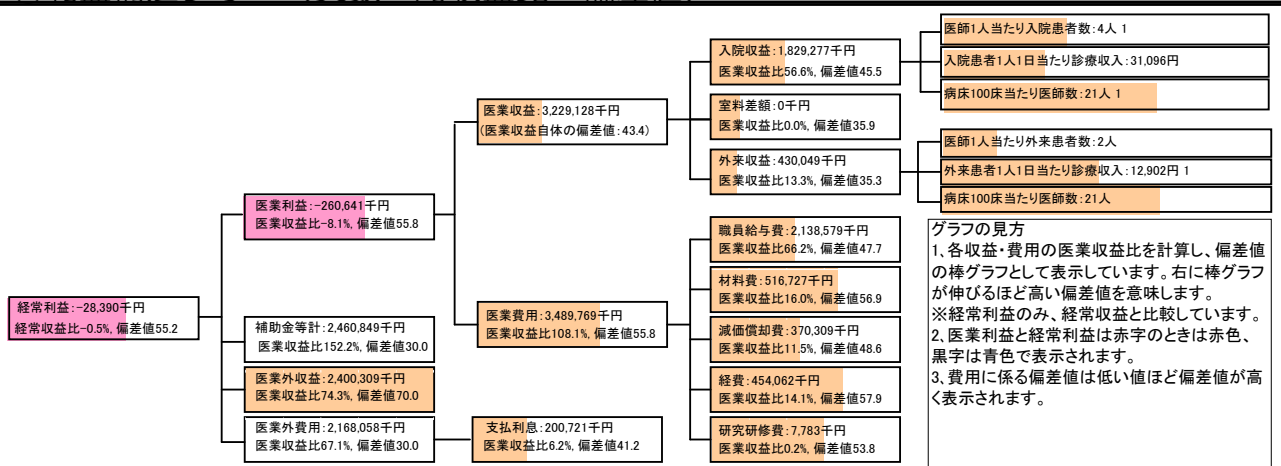 経常利益:-28,390千円
経常収益比-0.5%, 偏差値55.2
医業利益:-260,641千円
医業収益比-8.1%, 偏差値55.8
補助金等計:2,460,849千円
医業収益比152.2%, 偏差値30.0
医業外収益:2,400,309千円
医業収益比74.3%, 偏差値70.0
医業外費用:2,168,058千円
医業収益比67.1%, 偏差値30.0
医業収益:3,229,128千円
(医業収益自体の偏差値:43.4)
医業費用:3,489,769千円
医業収益比108.1%, 偏差値55.8
支払利息:200,721千円
医業収益比6.2%, 偏差値41.2
入院収益:1,829,277千円
医業収益比56.6%, 偏差値45.5
室料差額:0千円
医業収益比0.0%, 偏差値35.9
外来収益:430,049千円
医業収益比13.3%, 偏差値35.3
職員給与費:2,138,579千円
医業収益比66.2%, 偏差値47.7
材料費:516,727千円
医業収益比16.0%, 偏差値56.9
減価償却費:370,309千円
医業収益比11.5%, 偏差値48.6
経費:454,062千円
医業収益比14.1%, 偏差値57.9
研究研修費:7,783千円
医業収益比0.2%, 偏差値53.8
医師1人当たり入院患者数:4人 1
入院患者1人1日当たり診療収入:31,096円
病床100床当たり医師数:21人 1
医師1人当たり外来患者数:2人
外来患者1人1日当たり診療収入:12,902円 1
病床100床当たり医師数:21人
グラフの見方
1、各収益・費用の医業収益比を計算し、偏差値
の棒グラフとして表示しています。右に棒グラフ
が伸びるほど高い偏差値を意味します。
※経常利益のみ、経常収益と比較しています。
2、医業利益と経常利益は赤字のときは赤色、
黒字は青色で表示されます。
3、費用に係る偏差値は低い値ほど偏差値が高
く表示されます。